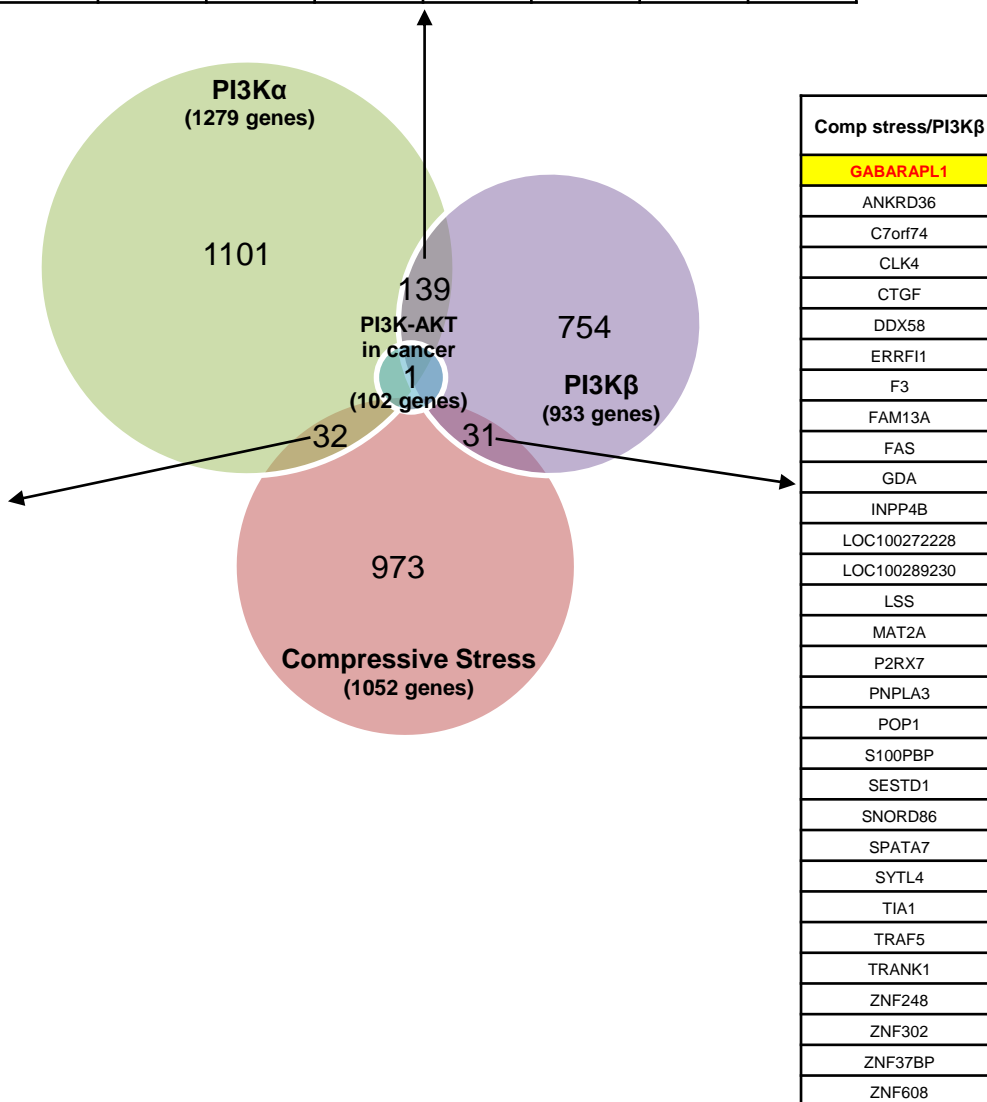 PI3Kα
(1279 genes)
1101
139
PI3K-AKT
in cancer
1
(102 genes)
754
PI3Kβ
(933 genes)
32
31
973
Compressive Stress
(1052 genes)
Comp stress/PI3Kβ
GABARAPL1
ANKRD36
C7orf74
CLK4
CTGF
DDX58
ERRFI1
F3
FAM13A
FAS
GDA
INPP4B
LOC100272228
LOC100289230
LSS
MAT2A
P2RX7
PNPLA3
POP1
S100PBP
SESTD1
SNORD86
SPATA7
SYTL4
TIA1
TRAF5
TRANK1
ZNF248
ZNF302
ZNF37BP
ZNF608